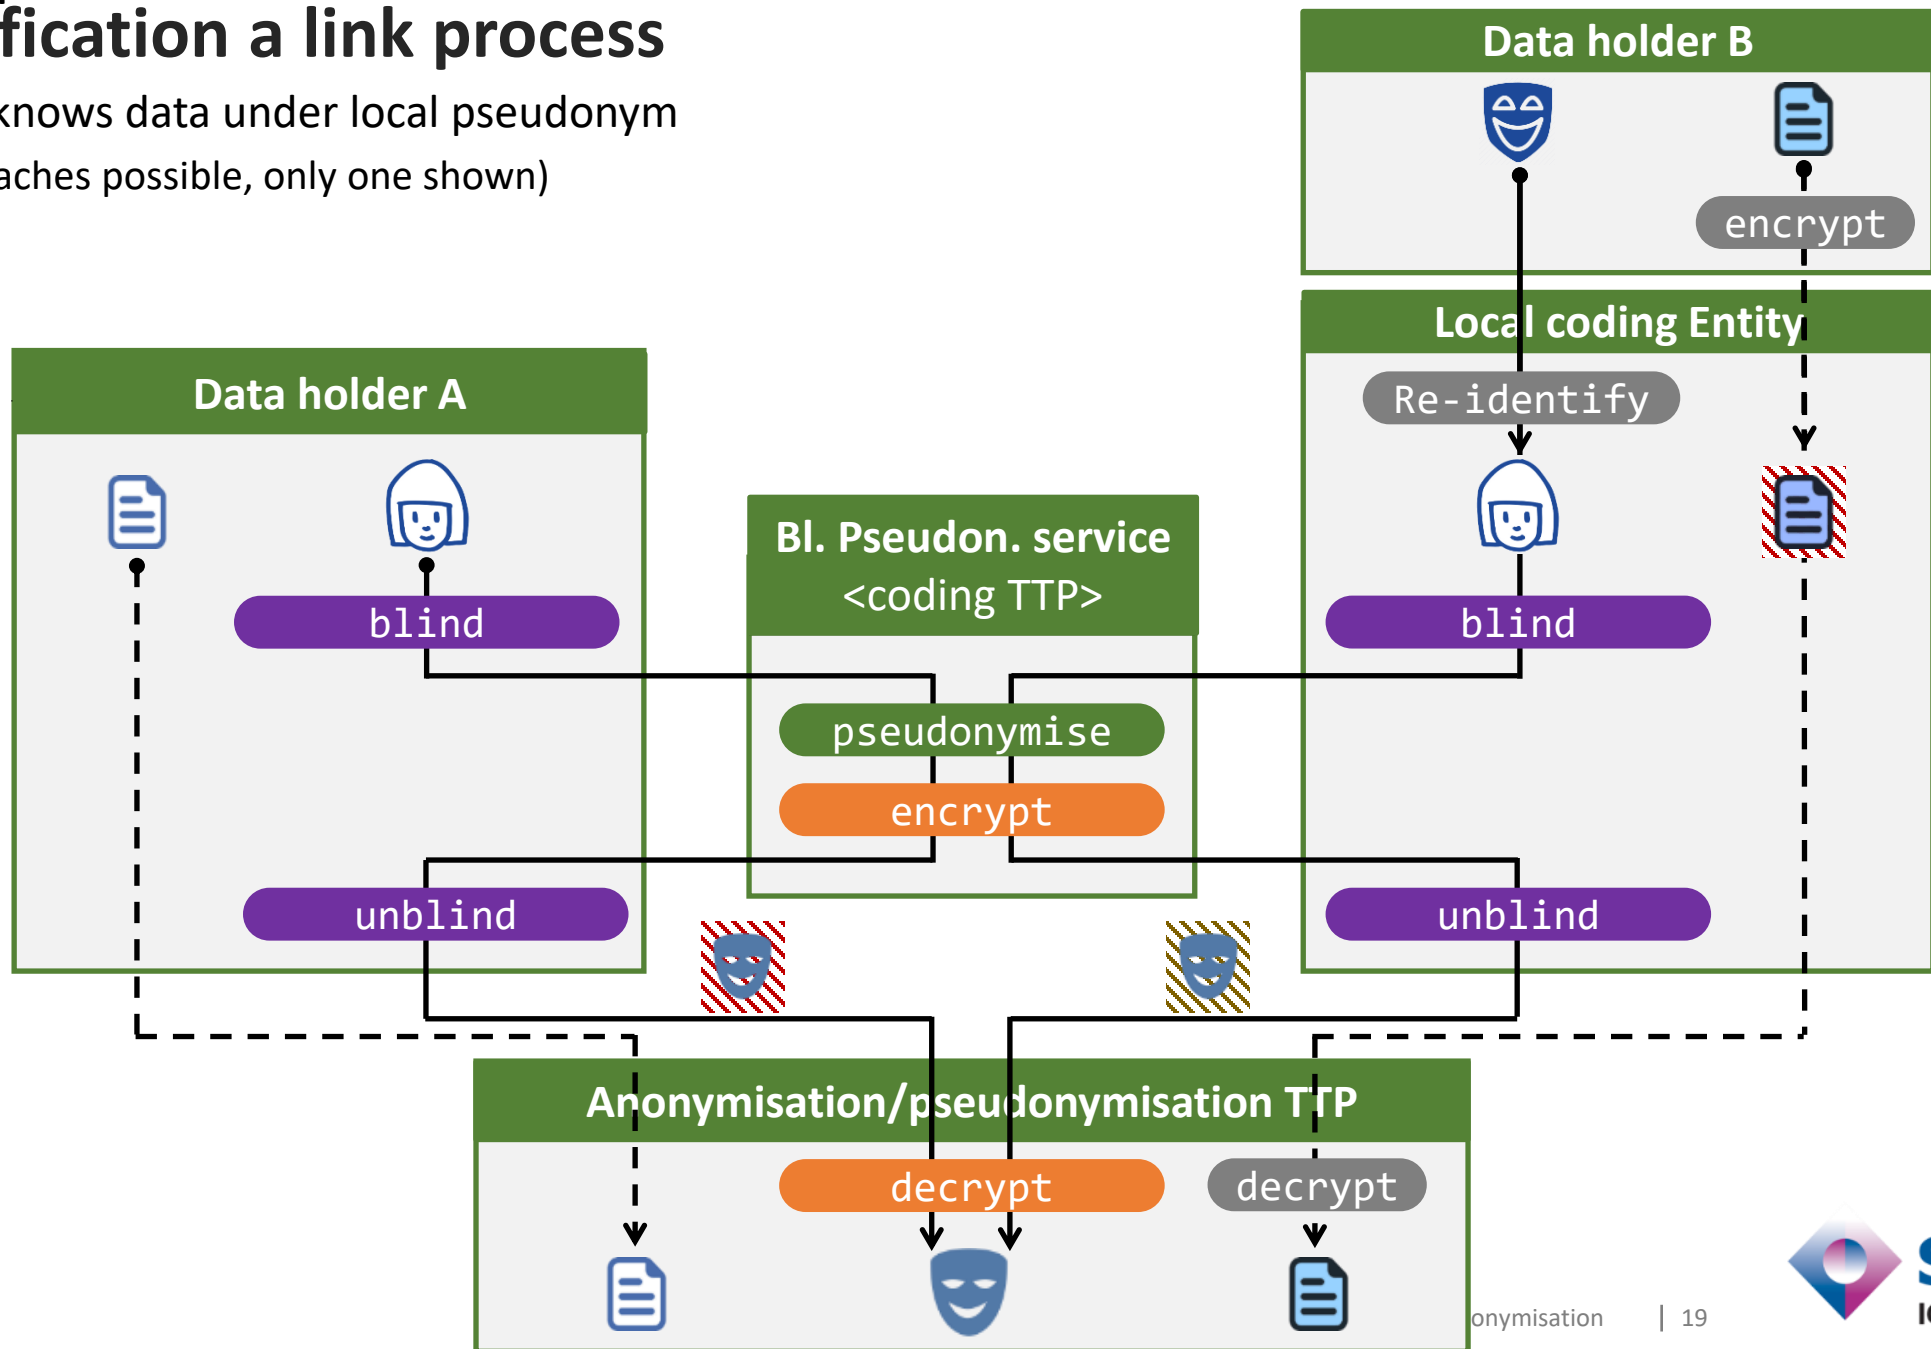 fication a link process
knows data under local pseudonym
aches possible, only one shown)
Data holder B
encrypt
Local coding Entity
Re-identify
blind
unblind
Data holder A
blind
unblind
Bl. Pseudon. service
<coding TTP>
pseudonymise
encrypt
Anonymisation/pseudonymisation TTP
decrypt
decrypt
onymisation | 19
S